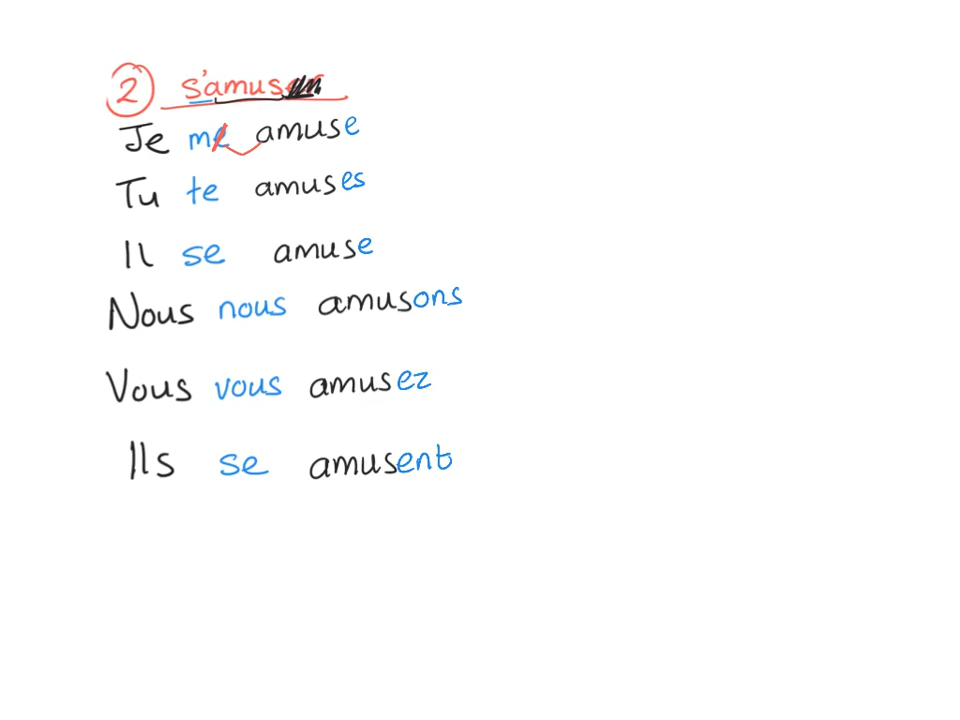 2 s'amuser
Je me amuse
Tu te amuses
Il se amuse
Nous nous amusons
Vous vous amusez
Ils se amusent